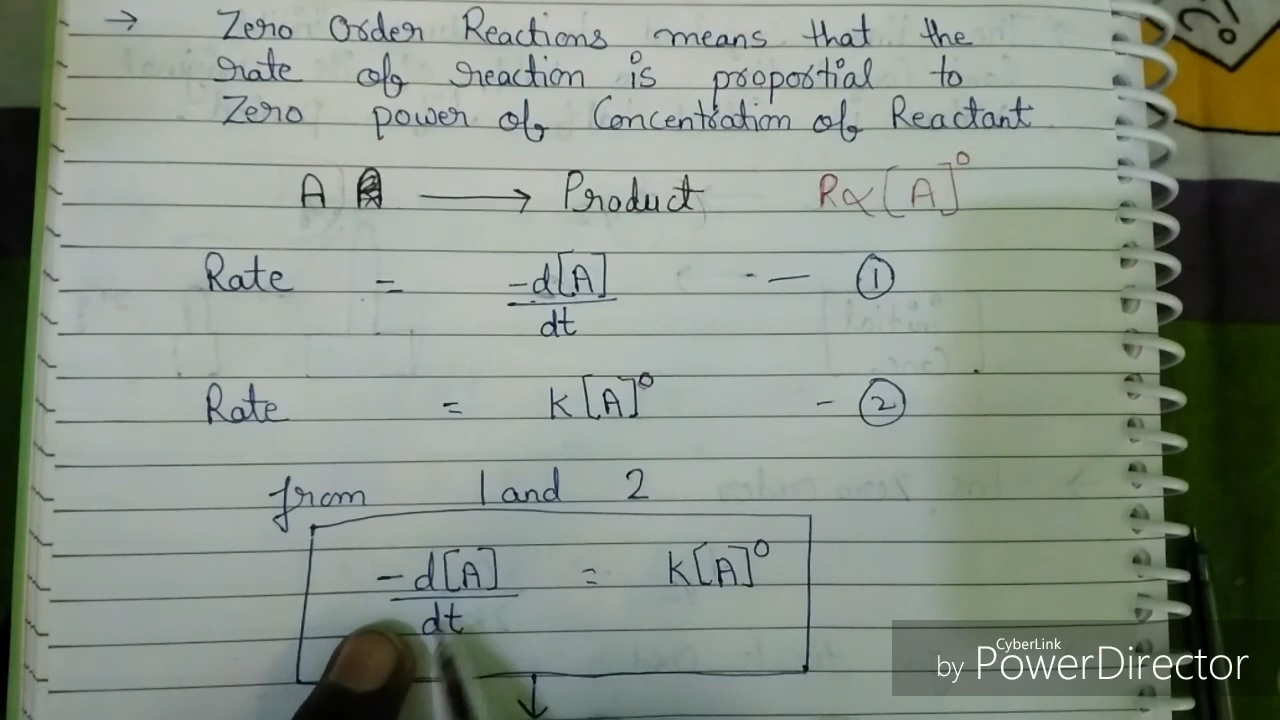 → Zero Order Reactions means that the
rate of reaction is proportial to
Zero power of Concentration of Reactant
A ⟶ Product R∝[A]⁰
Rate = -d[A]/dt -— ①
Rate = K[A]⁰ - ②
from 1 and 2
-d[A]/dt = K[A]⁰
CyberLink
by PowerDirector